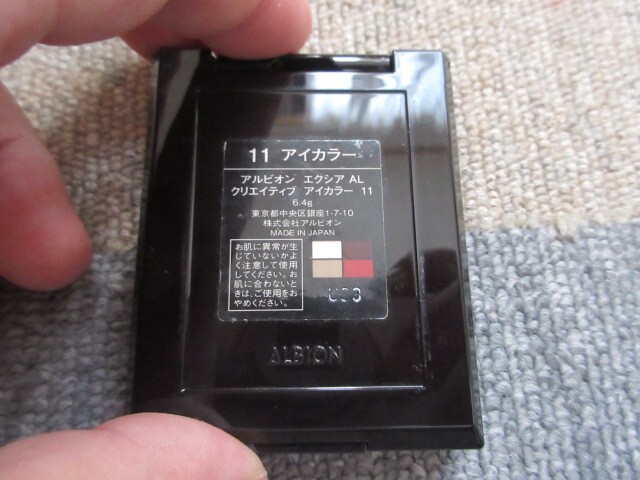 11 アイカラー
アルビオン エクシア AL
クリエイティブ アイカラー 11
6.4g
東京都中央区銀座1-7-10
株式会社アルビオン
MADE IN JAPAN
お肌に異常が生
じていないかよ
く注意して使用
してください。お
肌に合わないと
きは、ご使用をお
やめください。
ALBION